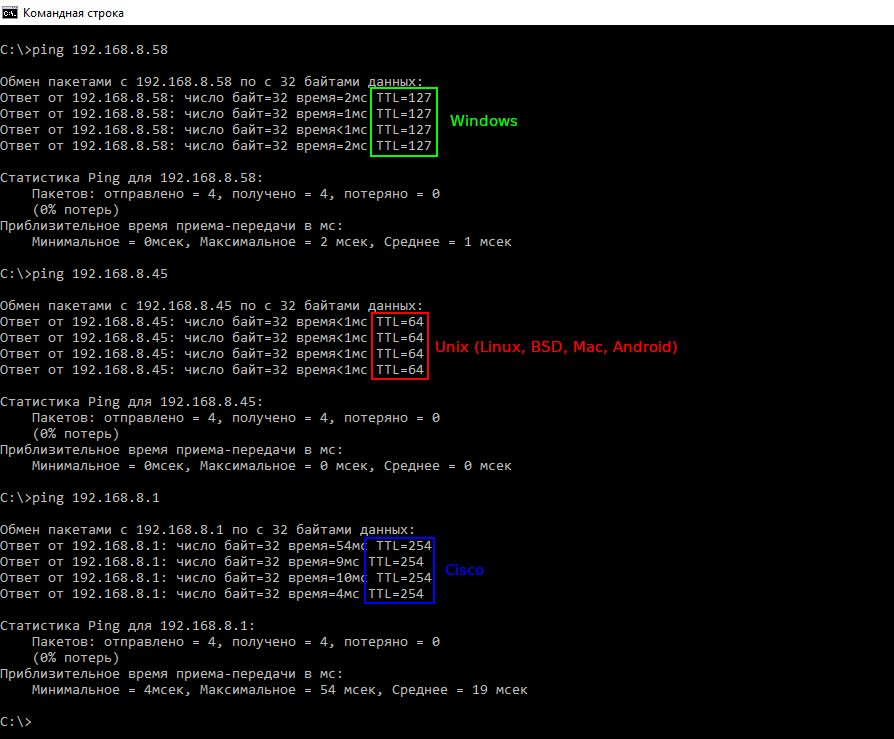 Командная строка
C:\>ping 192.168.8.58
Обмен пакетами с 192.168.8.58 по с 32 байтами данных:
Ответ от 192.168.8.58: число байт=32 время=2мс TTL=127
Ответ от 192.168.8.58: число байт=32 время=1мс TTL=127
Windows
Ответ от 192.168.8.58: число байт=32 время<1мс TTL=127
Ответ от 192.168.8.58: число байт=32 время=2мс TTL=127
Статистика Ping для 192.168.8.58:
Пакетов: отправлено = 4, получено = 4, потеряно = 0
(0% потерь)
Приблизительное время приема-передачи в мс:
Минимальное = 0мсек, Максимальное = 2 мсек, Среднее = 1 мсек
C:\>ping 192.168.8.45
Обмен пакетами с 192.168.8.45 по с 32 байтами данных:
Ответ от 192.168.8.45: число байт=32 время<1мс TTL=64
Ответ от 192.168.8.45: число байт=32 время<1мс TTL=64
Unix (Linux, BSD, Mac, Android)
Ответ от 192.168.8.45: число байт=32 время<1мс TTL=64
Ответ от 192.168.8.45: число байт=32 время<1мс TTL=64
Статистика Ping для 192.168.8.45:
Пакетов: отправлено = 4, получено = 4, потеряно = 0
(0% потерь)
Приблизительное время приема-передачи в мс:
Минимальное = 0мсек, Максимальное = 0 мсек, Среднее = 0 мсек
C:\>ping 192.168.8.1
Обмен пакетами с 192.168.8.1 по с 32 байтами данных:
Ответ от 192.168.8.1: число байт=32 время=54мс TTL=254
Ответ от 192.168.8.1: число байт=32 время=9мс TTL=254
Cisco
Ответ от 192.168.8.1: число байт=32 время=10мс TTL=254
Ответ от 192.168.8.1: число байт=32 время=4мс TTL=254
Статистика Ping для 192.168.8.1:
Пакетов: отправлено = 4, получено = 4, потеряно = 0
(0% потерь)
Приблизительное время приема-передачи в мс:
Минимальное = 4мсек, Максимальное = 54 мсек, Среднее = 19 мсек
C:\>